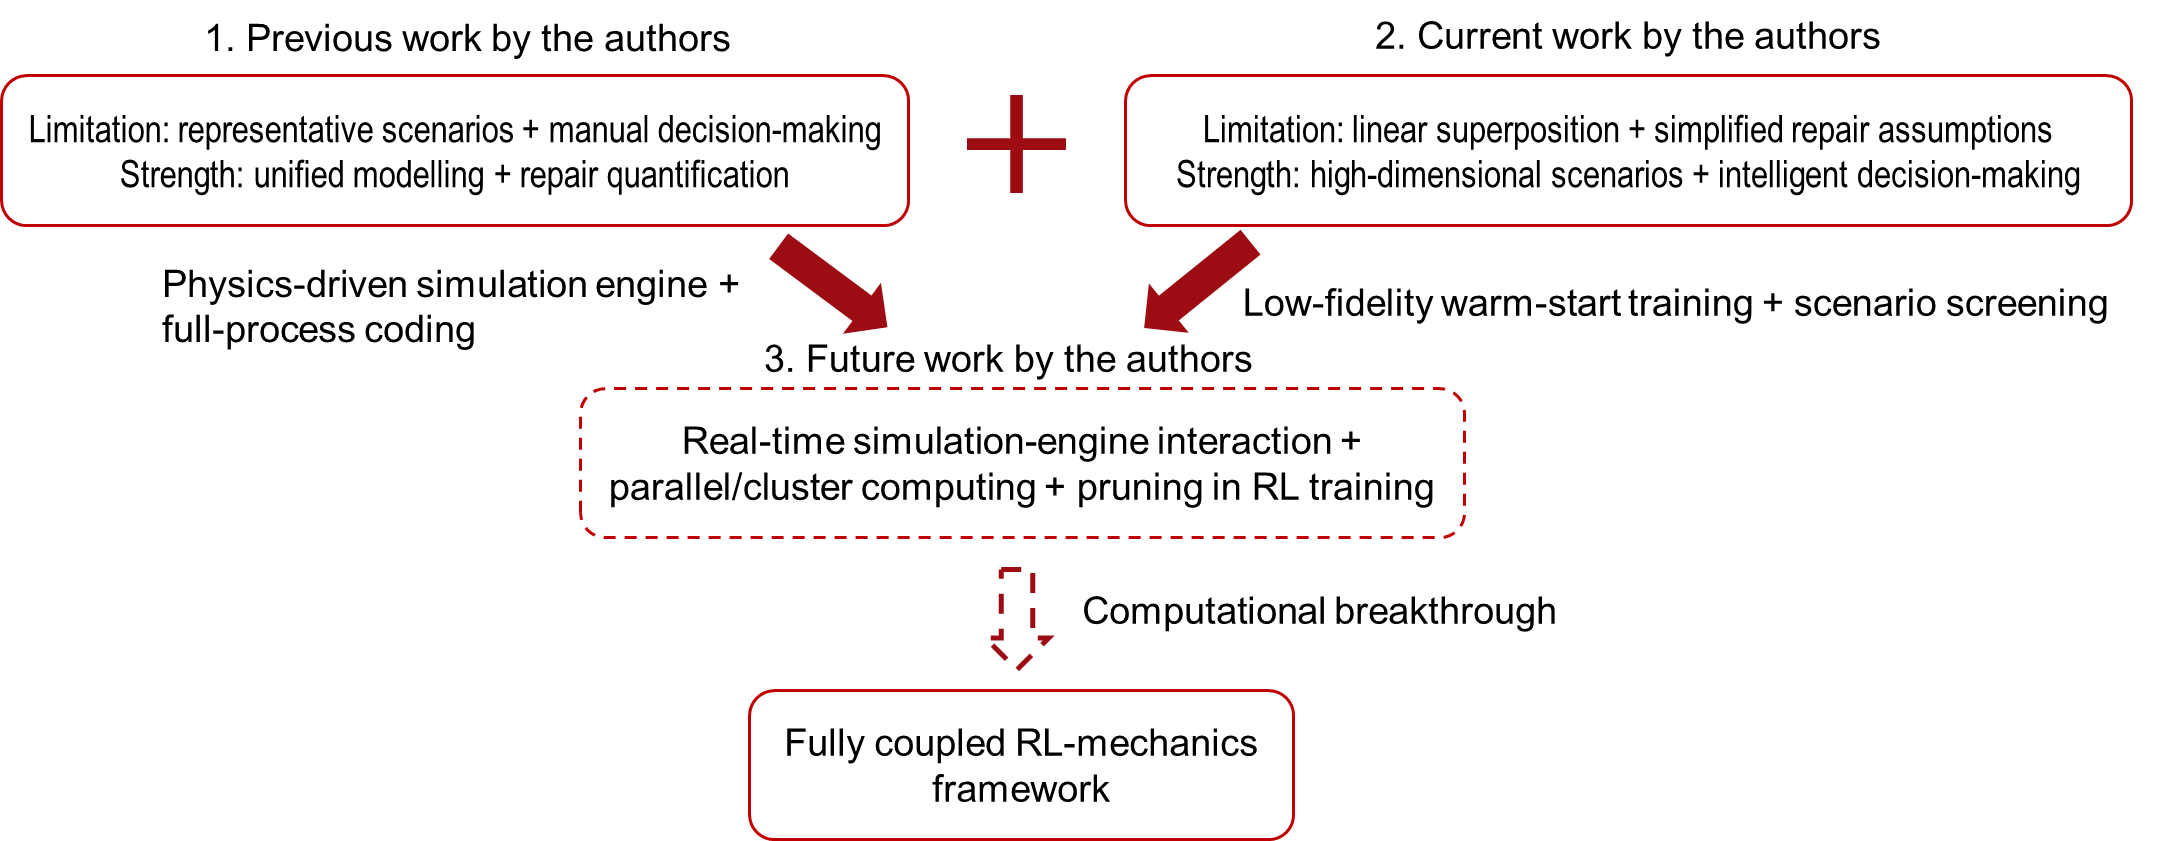 1. Previous work by the authors
Limitation: representative scenarios + manual decision-making
Strength: unified modelling + repair quantification
2. Current work by the authors
Limitation: linear superposition + simplified repair assumptions
Strength: high-dimensional scenarios + intelligent decision-making
Physics-driven simulation engine +
full-process coding
Low-fidelity warm-start training + scenario screening
3. Future work by the authors
Real-time simulation-engine interaction +
parallel/cluster computing + pruning in RL training
Computational breakthrough
Fully coupled RL-mechanics
framework